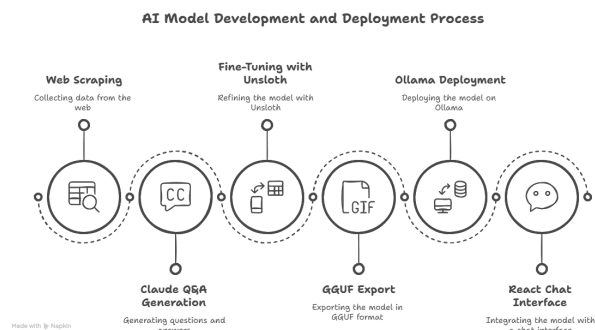 AI Model Development and Deployment Process
Web Scraping
Collecting data from the
web
Fine-Tuning with
Unsloth
Refining the model with
Unsloth
Ollama Deployment
Deploying the model on
Ollama
CC
GIF
Claude Q&A
Generation
Generating questions and
GGUF Export
Exporting the model in
GGUF format
React Chat
Interface
Integrating the model with
Made with Napkin